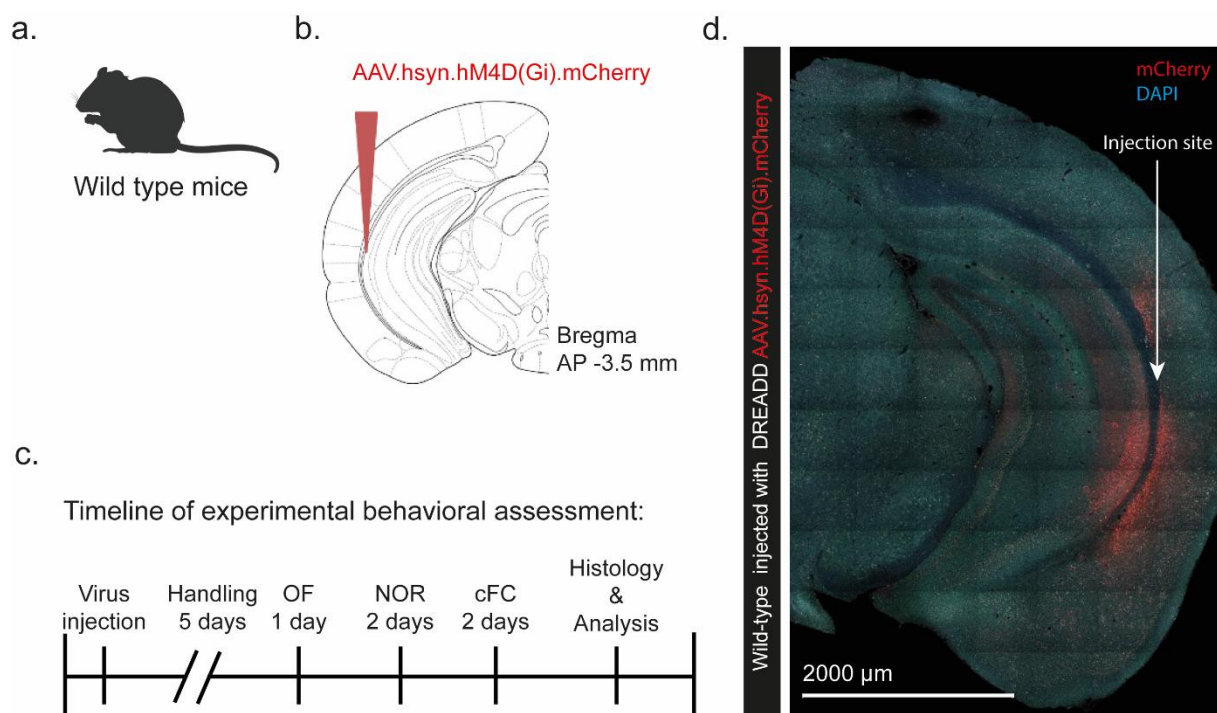 a.
Wild type mice
b.
AAV.hsyn.hM4D(Gi).mCherry
Bregma
AP -3.5 mm
c.
Timeline of experimental behavioral assessment:
Virus
injection
Handling
5 days
OF
1 day
NOR
2 days
cFC
2 days
Histology
&
Analysis
d.
Wild-type injected with DREADD AAV.hsyn.hM4D(Gi).mCherry
mCherry
DAPI
Injection site
2000 µm